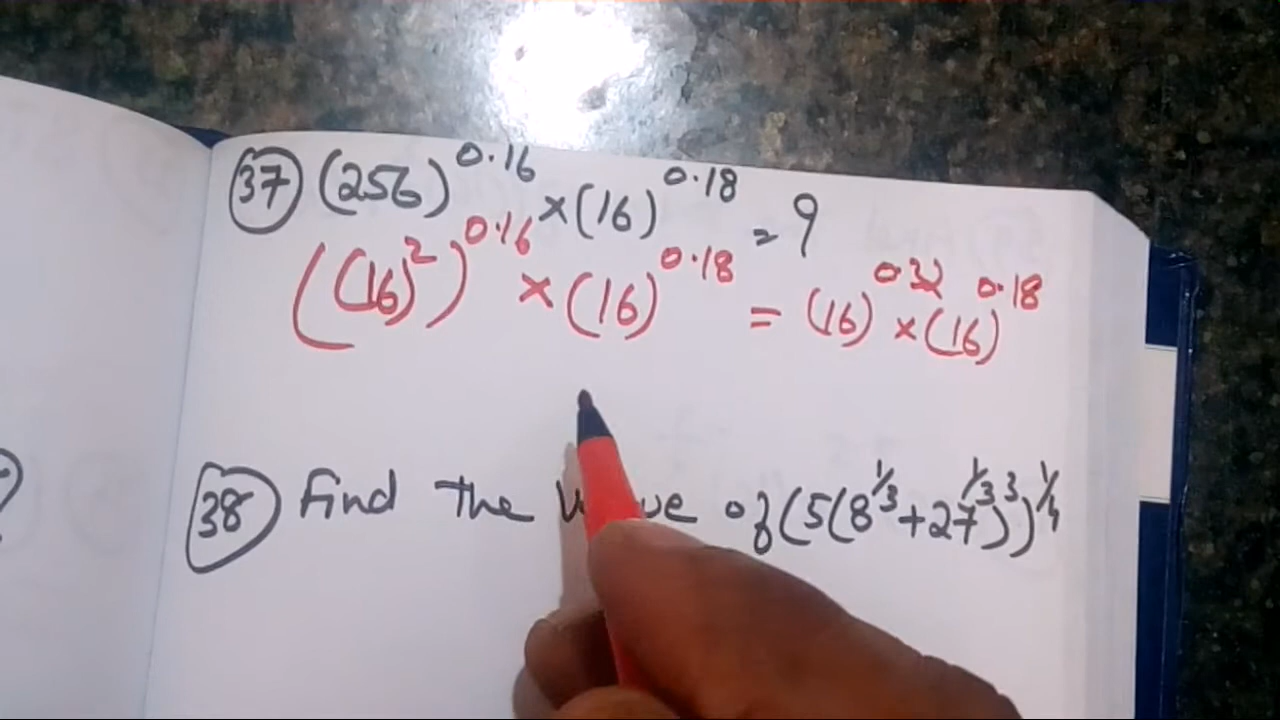 37 (256)^0.16 × (16)^0.18 = ?
((16)^2)^0.16 × (16)^0.18 = (16)^0.32 × (16)^0.18
38 Find the of (5(8^1/3 + 27^1/3)^3)^1/4